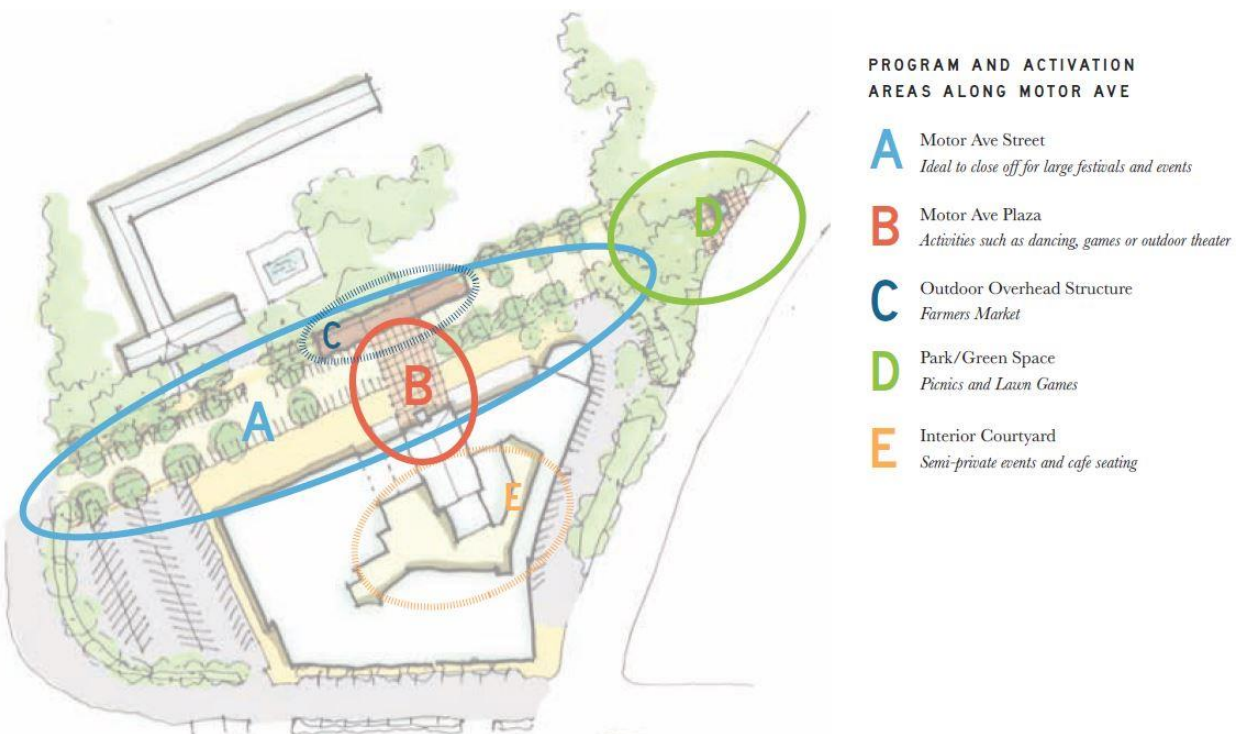 PROGRAM AND ACTIVATION
AREAS ALONG MOTOR AVE
A
Motor Ave Street
Ideal to close off for large festivals and events
B
Motor Ave Plaza
Activities such as dancing, games or outdoor theater
C
Outdoor Overhead Structure
Farmers Market
D
Park/Green Space
Picnics and Lawn Games
E
Interior Courtyard
Semi-private events and cafe seating
D
C
B
A
E